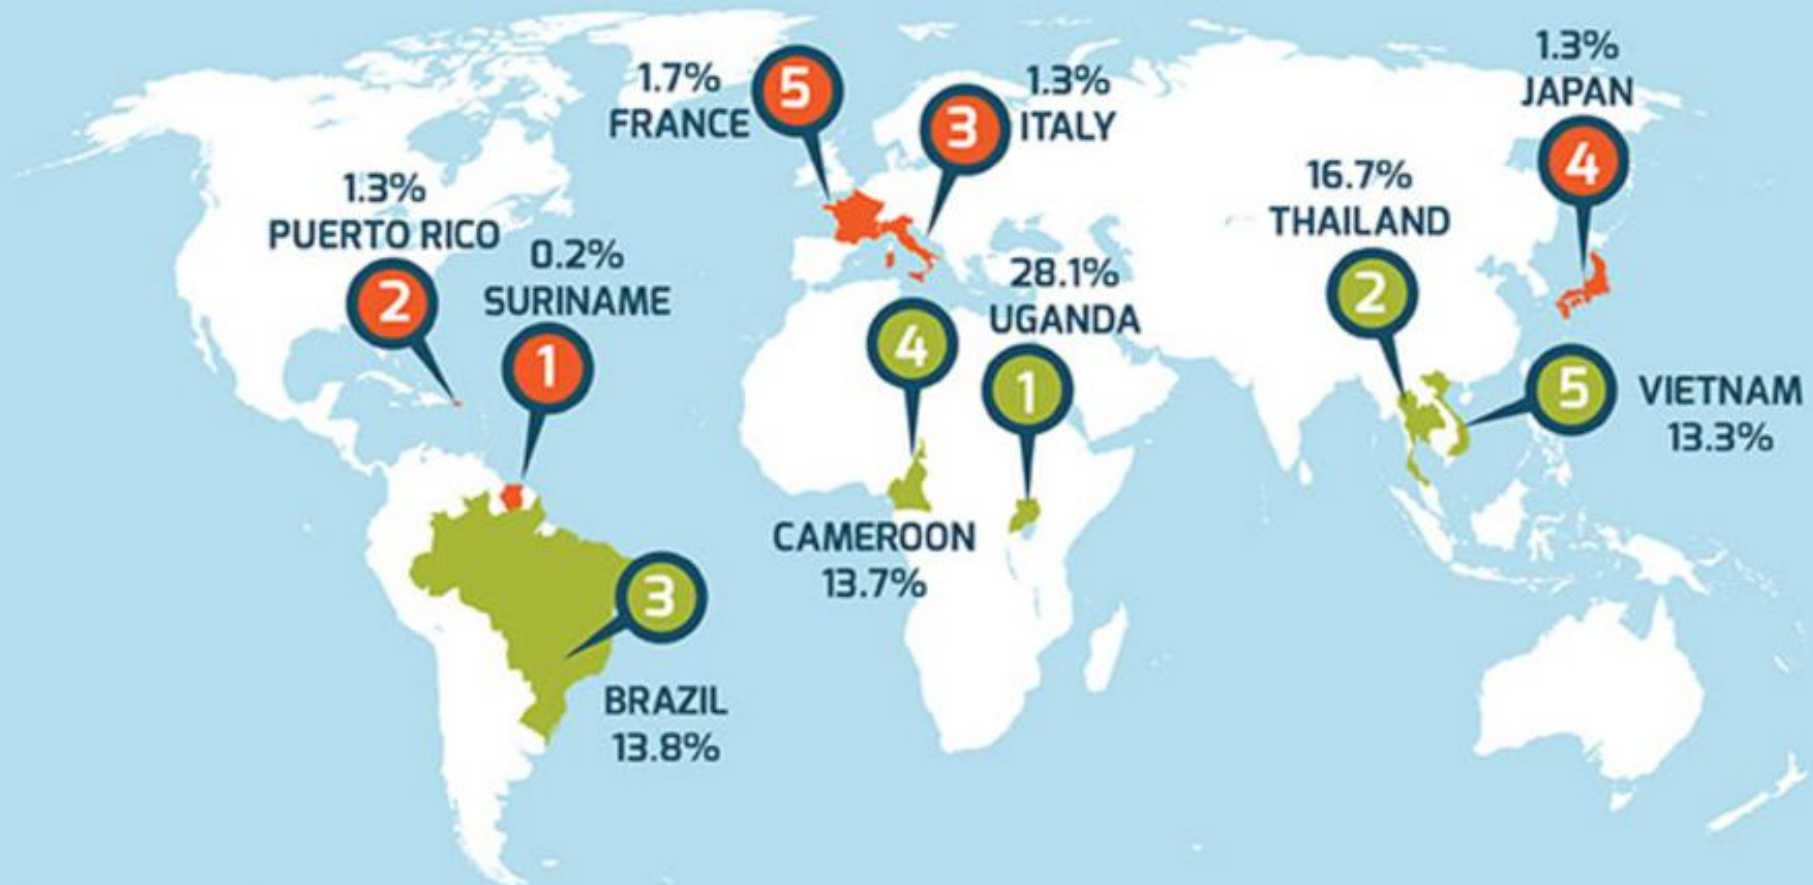 1.7%
FRANCE
5
3
1.3%
ITALY
1.3%
JAPAN
4
1.3%
PUERTO RICO
2
0.2%
SURINAME
1
16.7%
THAILAND
2
28.1%
UGANDA
1
4
CAMEROON
13.7%
5
VIETNAM
13.3%
3
BRAZIL
13.8%